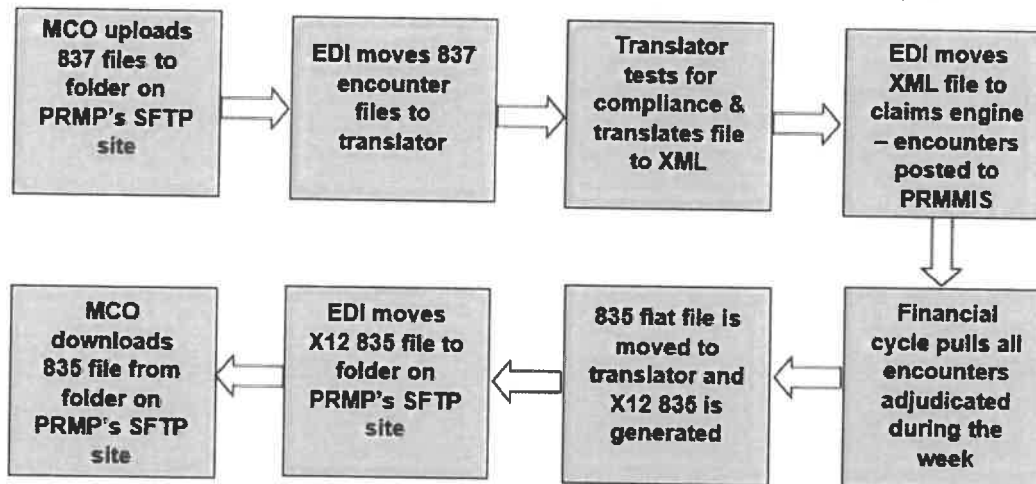 MCO uploads
837 files to
folder on
PRMP's SFTP
site
EDI moves 837
encounter
files to
translator
Translator
tests for
compliance &
translates file
to XML
EDI moves
XML file to
claims engine
– encounters
posted to
PRMMIS
Financial
cycle pulls all
encounters
adjudicated
during the
week
835 flat file is
moved to
translator and
X12 835 is
generated
EDI moves
X12 835 file to
folder on
PRMP's SFTP
site
MCO
downloads
835 file from
folder on
PRMP's SFTP
site